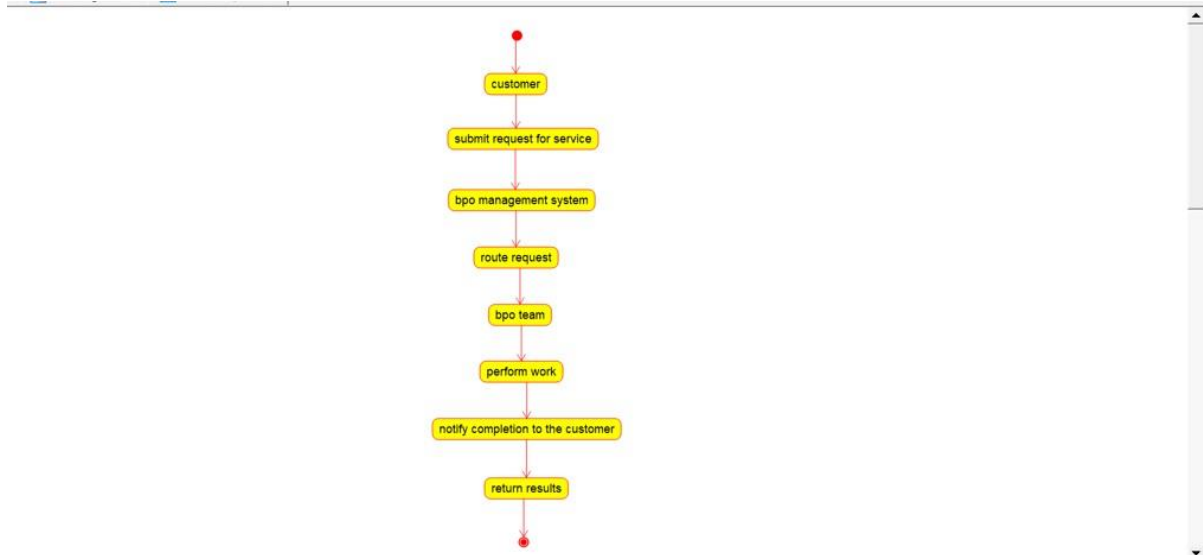 customer
submit request for service
bpo management system
route request
bpo team
perform work
notify completion to the customer
return results